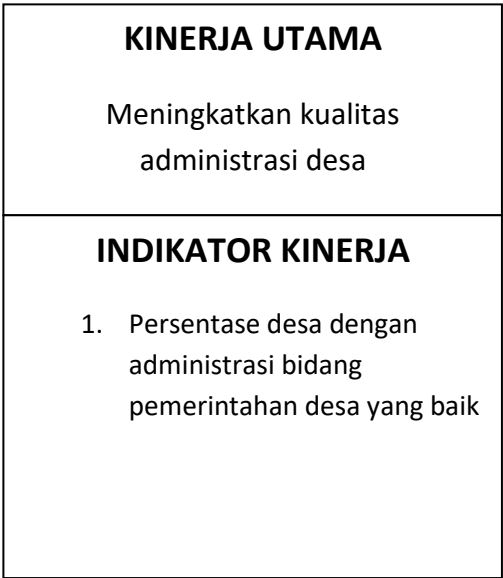 KINERJA UTAMA
Meningkatkan kualitas
administrasi desa
INDIKATOR KINERJA
1. Persentase desa dengan
administrasi bidang
pemerintahan desa yang baik